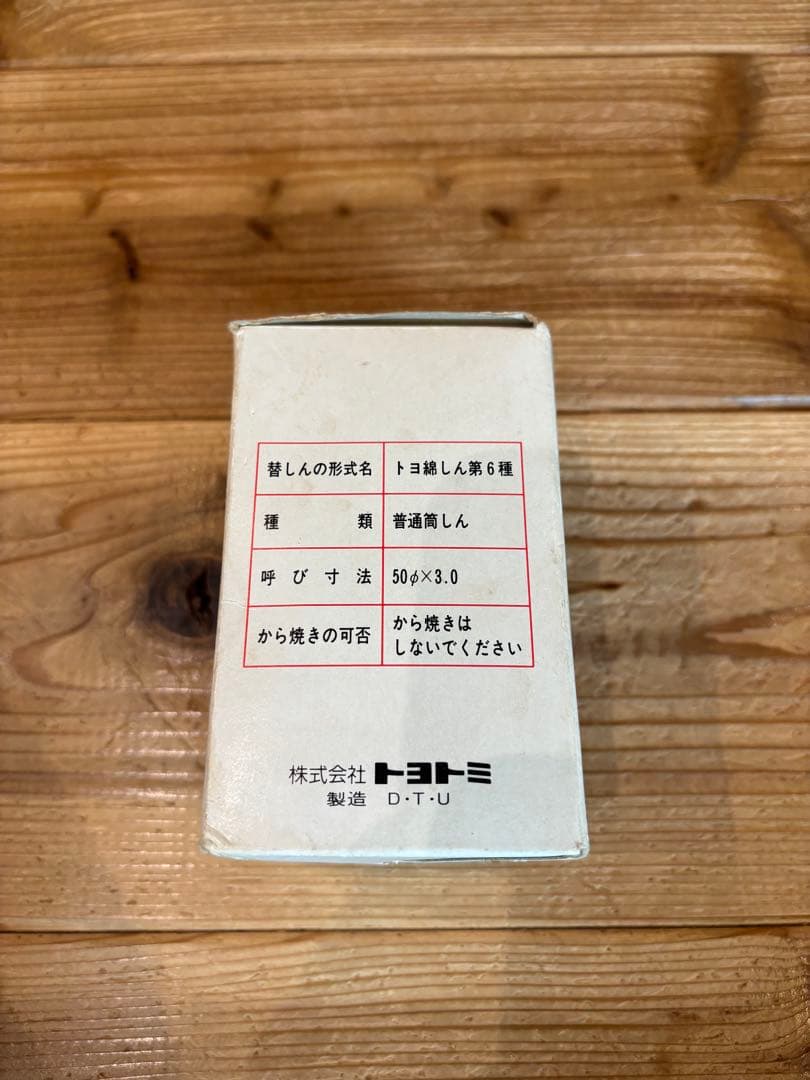 替しんの形式名 トヨ綿しん第6種
種類 普通筒しん
呼び寸法 50φ×3.0
から焼きの可否 から焼きは
しないでください
株式会社 トヨトミ
製造 D・T・U